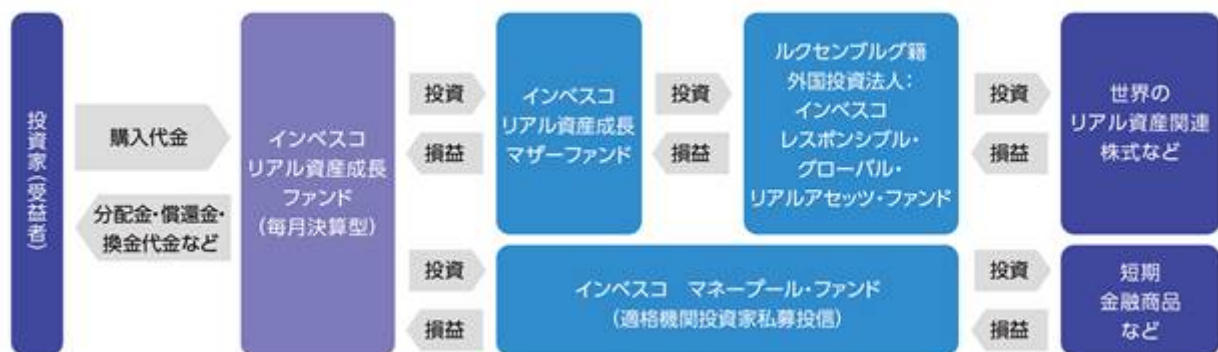 投資家(受益者)
購入代金
分配金・償還金・
換金代金など
インベスコ
リアル資産成長
ファンド
(毎月決算型)
投資
損益
インベスコ
リアル資産成長
マザーファンド
投資
損益
ルクセンブルグ籍
外国投資法人:
インベスコ
レスポンシブル・
グローバル・
リアルアセッツ・ファンド
投資
損益
世界の
リアル資産関連
株式など
投資
損益
インベスコ　マネープール・ファンド
(適格機関投資家私募投信)
投資
損益
短期
金融商品
など